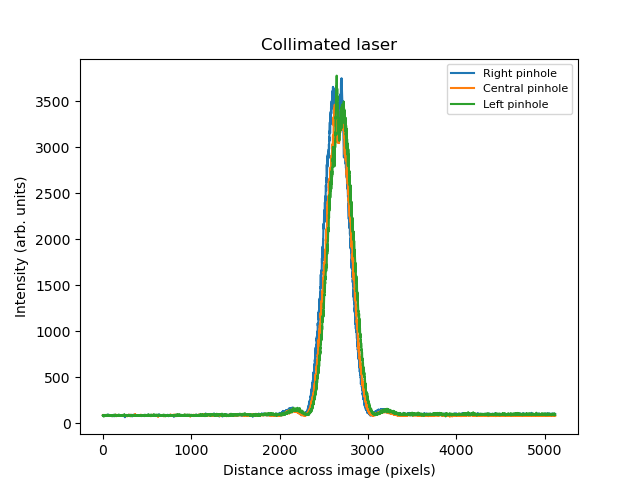 Collimated laser
Right pinhole
Central pinhole
Left pinhole
Intensity (arb. units)
3500
3000
2500
2000
1500
1000
500
0
0 1000 2000 3000 4000 5000
Distance across image (pixels)